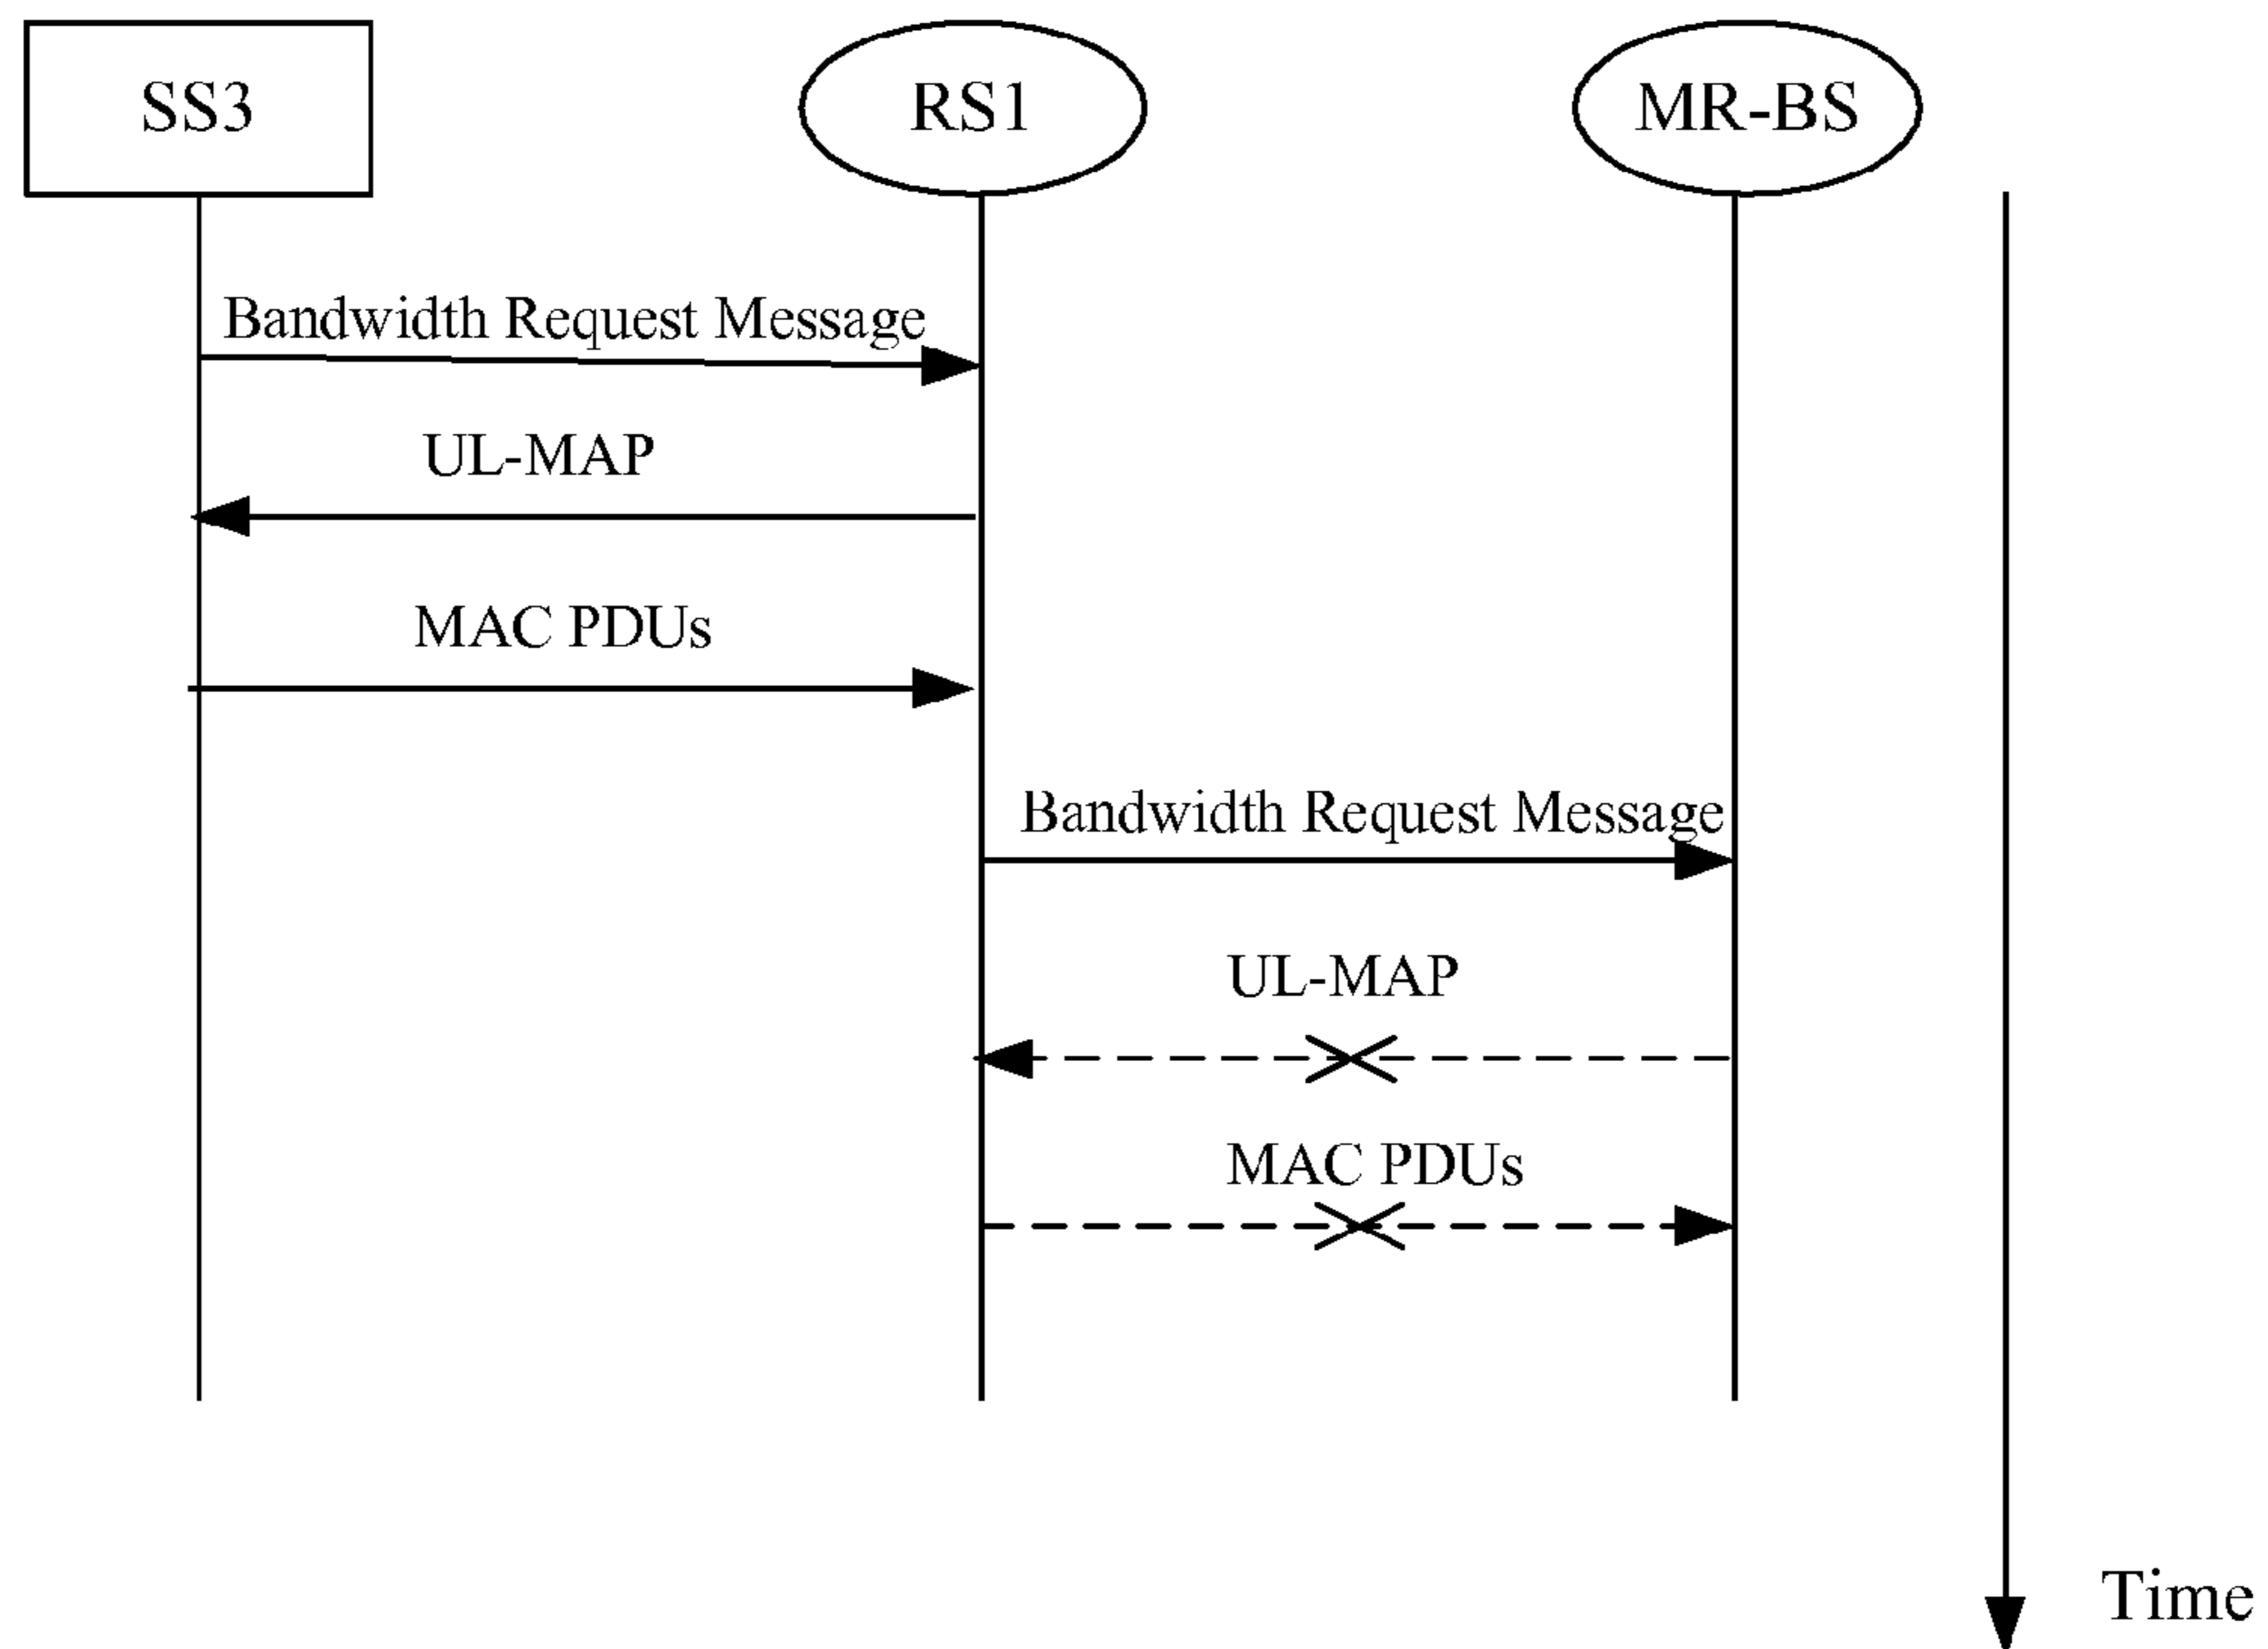 SS3
RS1
MR-BS
Bandwidth Request Message
UL-MAP
MAC PDUs
Bandwidth Request Message
UL-MAP
MAC PDUs
Time